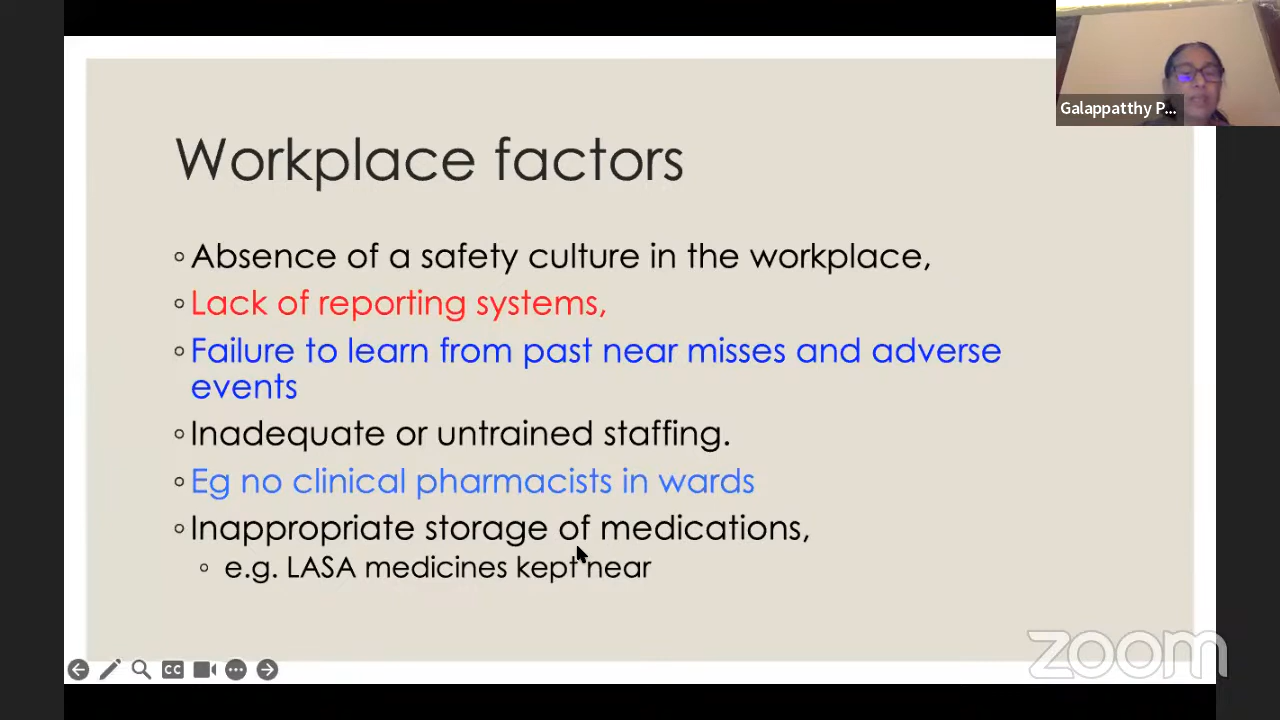 Galappatthy P...
Workplace factors
Absence of a safety culture in the workplace,
Lack of reporting systems,
Failure to learn from past near misses and adverse
events
Inadequate or untrained staffing.
Eg no clinical pharmacists in wards
Inappropriate storage of medications,
e.g. LASA medicines kept near
CC
zoom